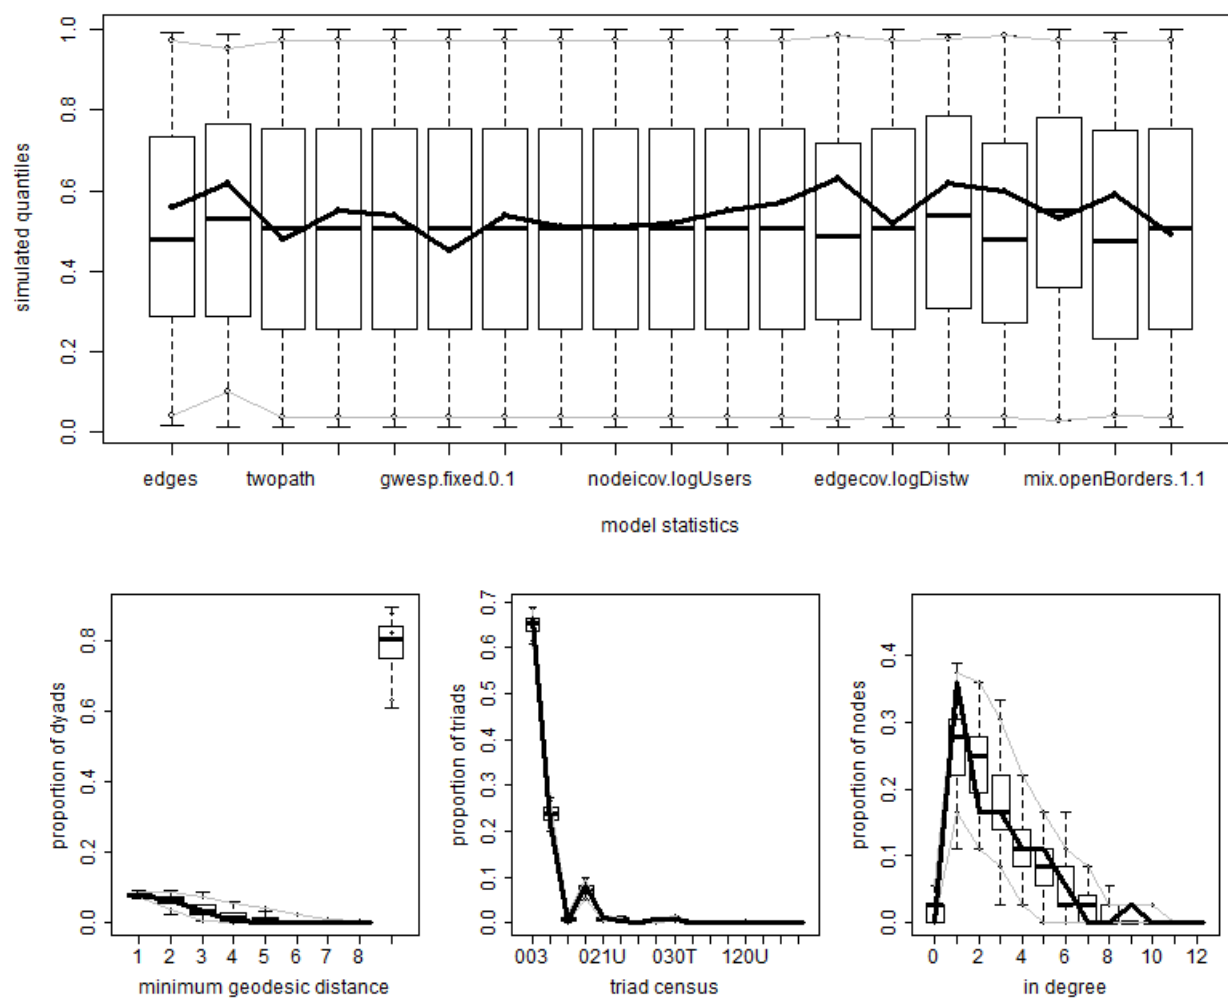 simulated quantiles
1.0
0.8
0.6
0.4
0.2
0.0
edges twopath gwesp.fixed.0.1 nodeicov.logUsers edgecov.logDistw mix.openBorders.1.1
model statistics
proportion of dyads
0.8
0.6
0.4
0.2
0.0
1 2 3 4 5 6 7 8
minimum geodesic distance
proportion of triads
0.7
0.6
0.5
0.4
0.3
0.2
0.1
0.0
003 021U 030T 120U
triad census
proportion of nodes
0.4
0.3
0.2
0.1
0.0
0 2 4 6 8 10 12
in degree